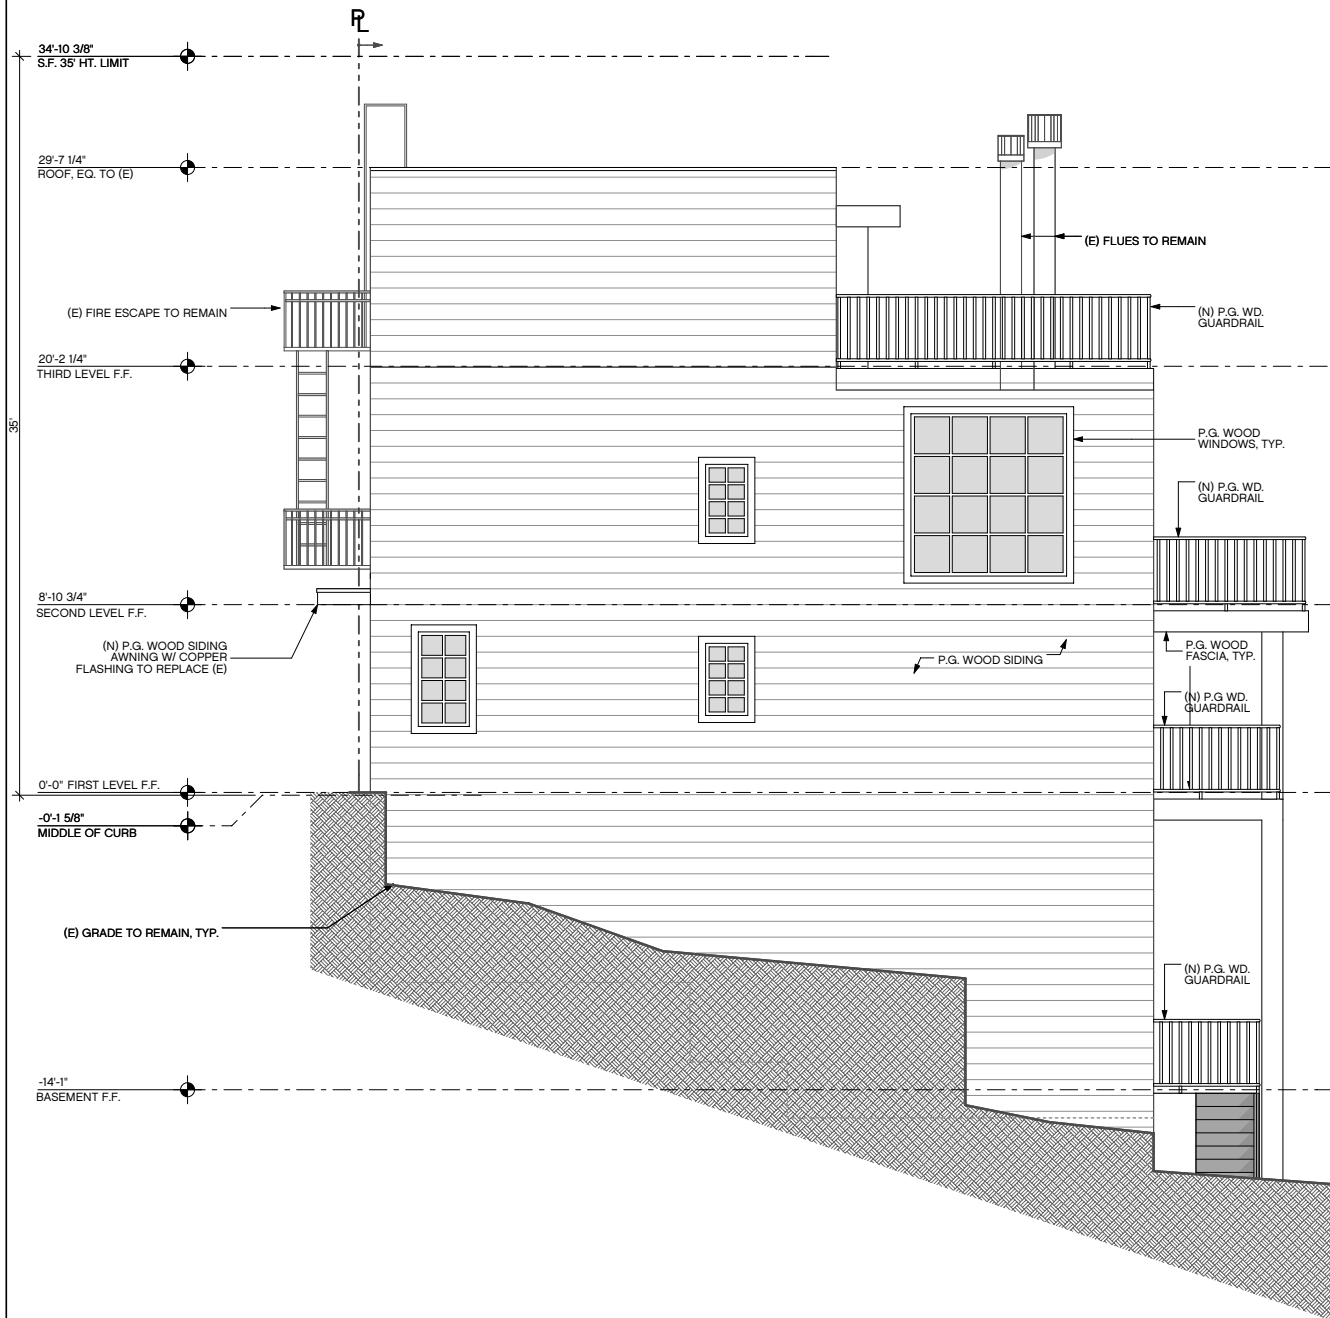 PL
34'-10 3/8"
S.F. 35' HT. LIMIT
29'-7 1/4"
ROOF, EQ. TO (E)
(E) FLUES TO REMAIN
(E) FIRE ESCAPE TO REMAIN
(N) P.G. WD.
GUARDRAIL
20'-2 1/4"
THIRD LEVEL F.F.
35'
P.G. WOOD
WINDOWS, TYP.
(N) P.G. WD.
GUARDRAIL
8'-10 3/4"
SECOND LEVEL F.F.
(N) P.G. WOOD SIDING
AWNING W/ COPPER
FLASHING TO REPLACE (E)
P.G. WOOD SIDING
P.G. WOOD
FASCIA, TYP.
(N) P.G WD.
GUARDRAIL
0'-0" FIRST LEVEL F.F.
-0'-1 5/8"
MIDDLE OF CURB
(E) GRADE TO REMAIN, TYP.
(N) P.G. WD.
GUARDRAIL
-14'-1"
BASEMENT F.F.